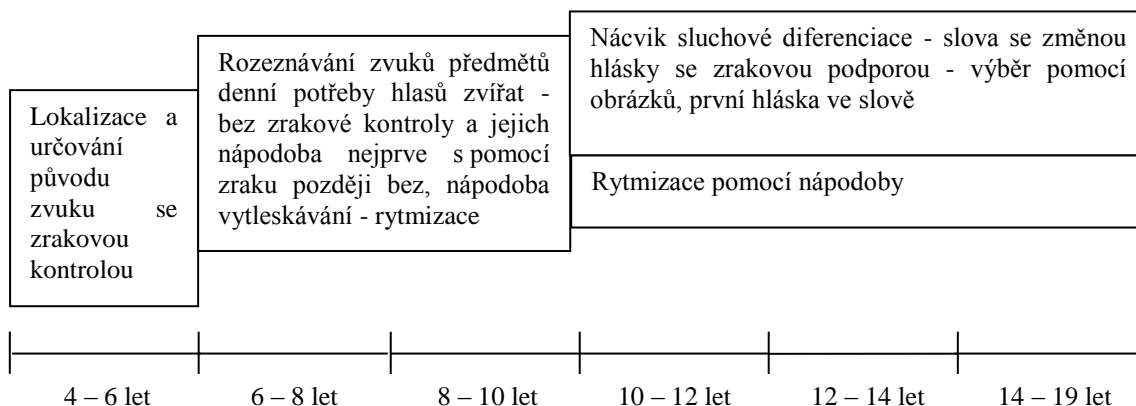 Lokalizace a
určování
původu
zvuku se
zrakovou
kontrolou
Rozeznávání zvuků předmětů
denní potřeby hlasů zvířat -
bez zrakové kontroly a jejich
nápodoba nejprve s pomocí
zraku později bez, nápodoba
vytleskávání - rytmizace
Nácvik sluchové diferenciace - slova se změnou
hlásky se zrakovou podporou - výběr pomocí
obrázků, první hláska ve slově
Rytmizace pomocí nápodoby
4 – 6 let
6 – 8 let
8 – 10 let
10 – 12 let
12 – 14 let
14 – 19 let